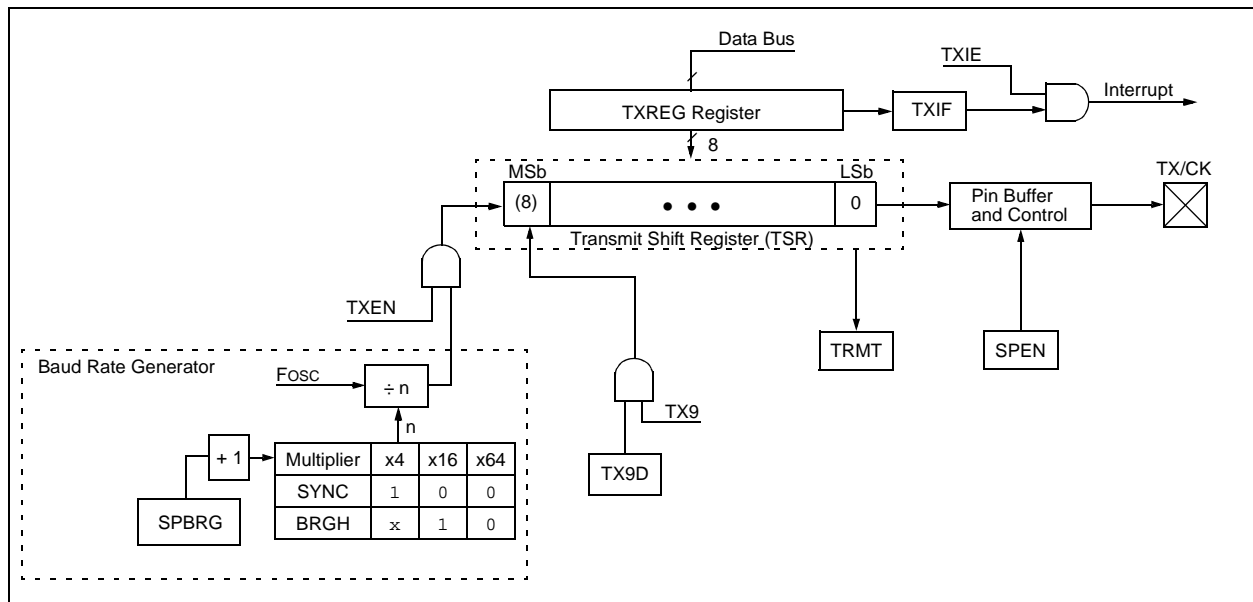 Data Bus
TXIE
Interrupt
TXREG Register
TXIF
8
MSb
LSb
TX/CK
(8)
• • •
0
Pin Buffer
and Control
Transmit Shift Register (TSR)
TXEN
TRMT
SPEN
Baud Rate Generator
FOSC
÷ n
TX9
n
+ 1
Multiplier x4 x16 x64
TX9D
SYNC 1 0 0
SPBRG
BRGH x 1 0